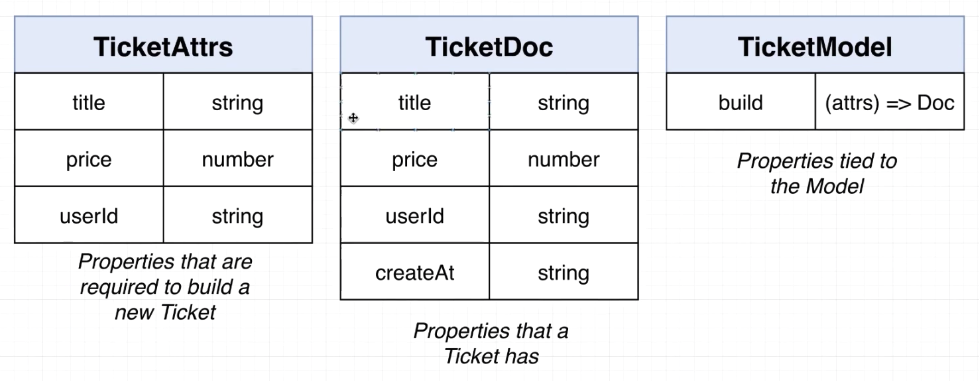 TicketAttrs
title string
price number
userId string
Properties that are
required to build a
new Ticket
TicketDoc
title string
price number
userId string
createAt string
Properties that a
Ticket has
TicketModel
build (attrs) => Doc
Properties tied to
the Model